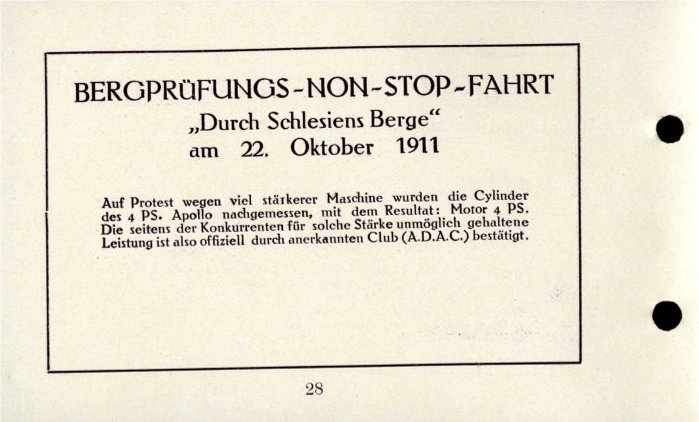 BERGPRÜFUNGS-NON-STOP-FAHRT
„Durch Schlesiens Berge“
am 22. Oktober 1911
Auf Protest wegen viel stärkerer Maschine wurden die Cylinder
des 4 PS. Apollo nachgemessen, mit dem Resultat: Motor 4 PS.
Die seitens der Konkurrenten für solche Stärke unmöglich gehaltene
Leistung ist also offiziell durch anerkannten Club (A.D.A.C.) bestätigt.
28